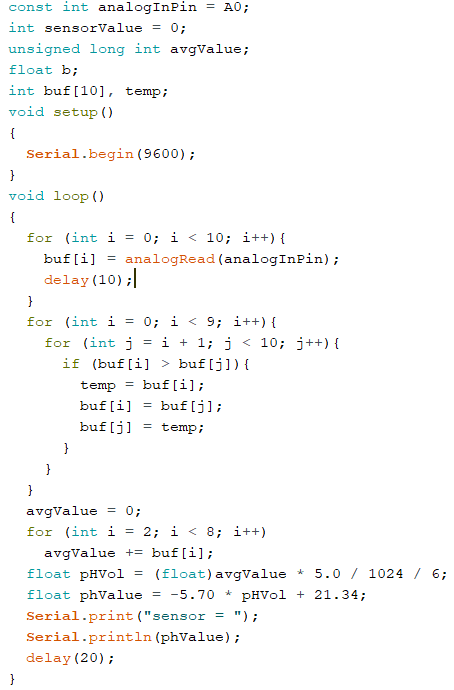 const int analogInPin = A0;
int sensorValue = 0;
unsigned long int avgValue;
float b;
int buf[10], temp;
void setup()
{
  Serial.begin(9600);
}
void loop()
{
  for (int i = 0; i < 10; i++){
    buf[i] = analogRead(analogInPin);
    delay(10);
  }
  for (int i = 0; i < 9; i++){
    for (int j = i + 1; j < 10; j++){
      if (buf[i] > buf[j]){
        temp = buf[i];
        buf[i] = buf[j];
        buf[j] = temp;
      }
    }
  }
  avgValue = 0;
  for (int i = 2; i < 8; i++)
    avgValue += buf[i];
  float pHVol = (float)avgValue * 5.0 / 1024 / 6;
  float phValue = -5.70 * pHVol + 21.34;
  Serial.print("sensor = ");
  Serial.println(phValue);
  delay(20);
}